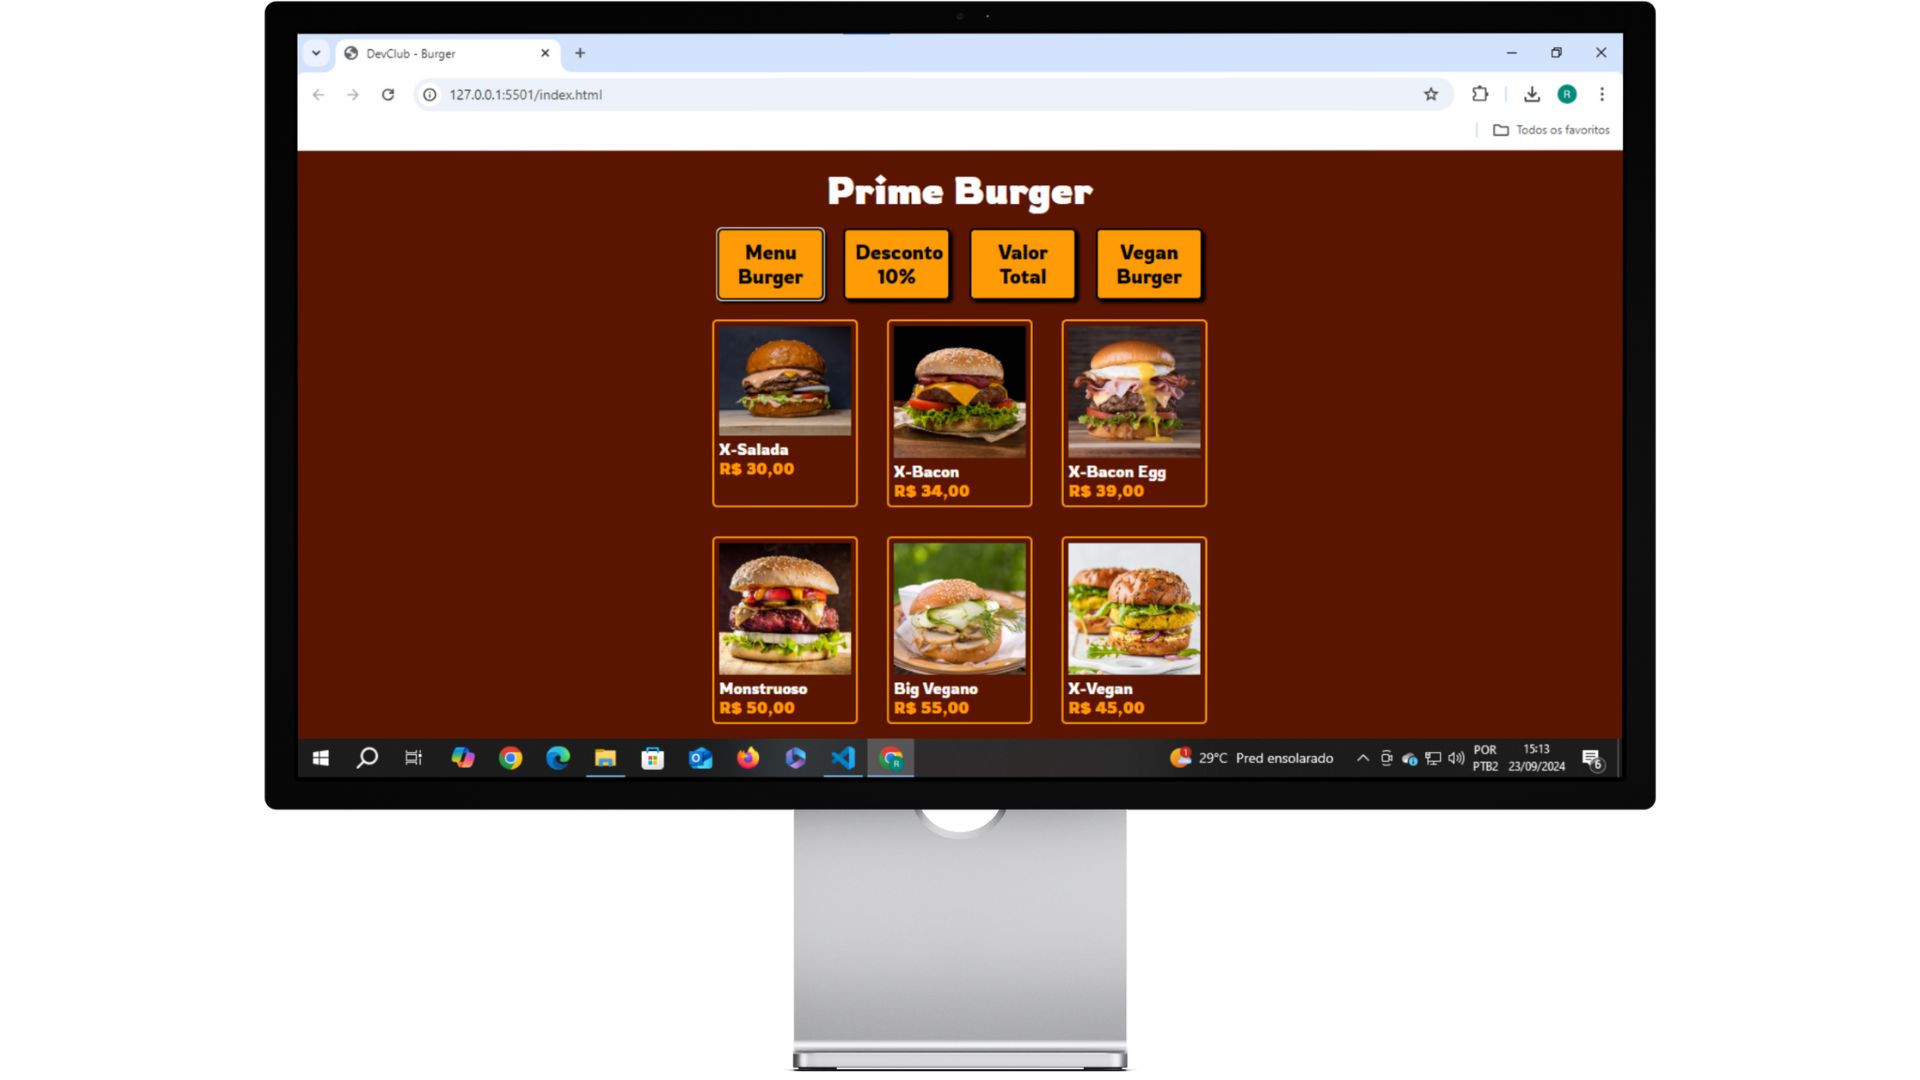 DevClub - Burger
127.0.0.1:5501/index.html
R
Todos os favoritos
Prime Burger
Menu
Burger
Desconto
10%
Valor
Total
Vegan
Burger
X-Salada
R$ 30,00
X-Bacon
R$ 34,00
X-Bacon Egg
R$ 39,00
Monstruoso
R$ 50,00
Big Vegano
R$ 55,00
X-Vegan
R$ 45,00
R
1
29°C Pred ensolarado
POR
PTB2
15:13
23/09/2024
6